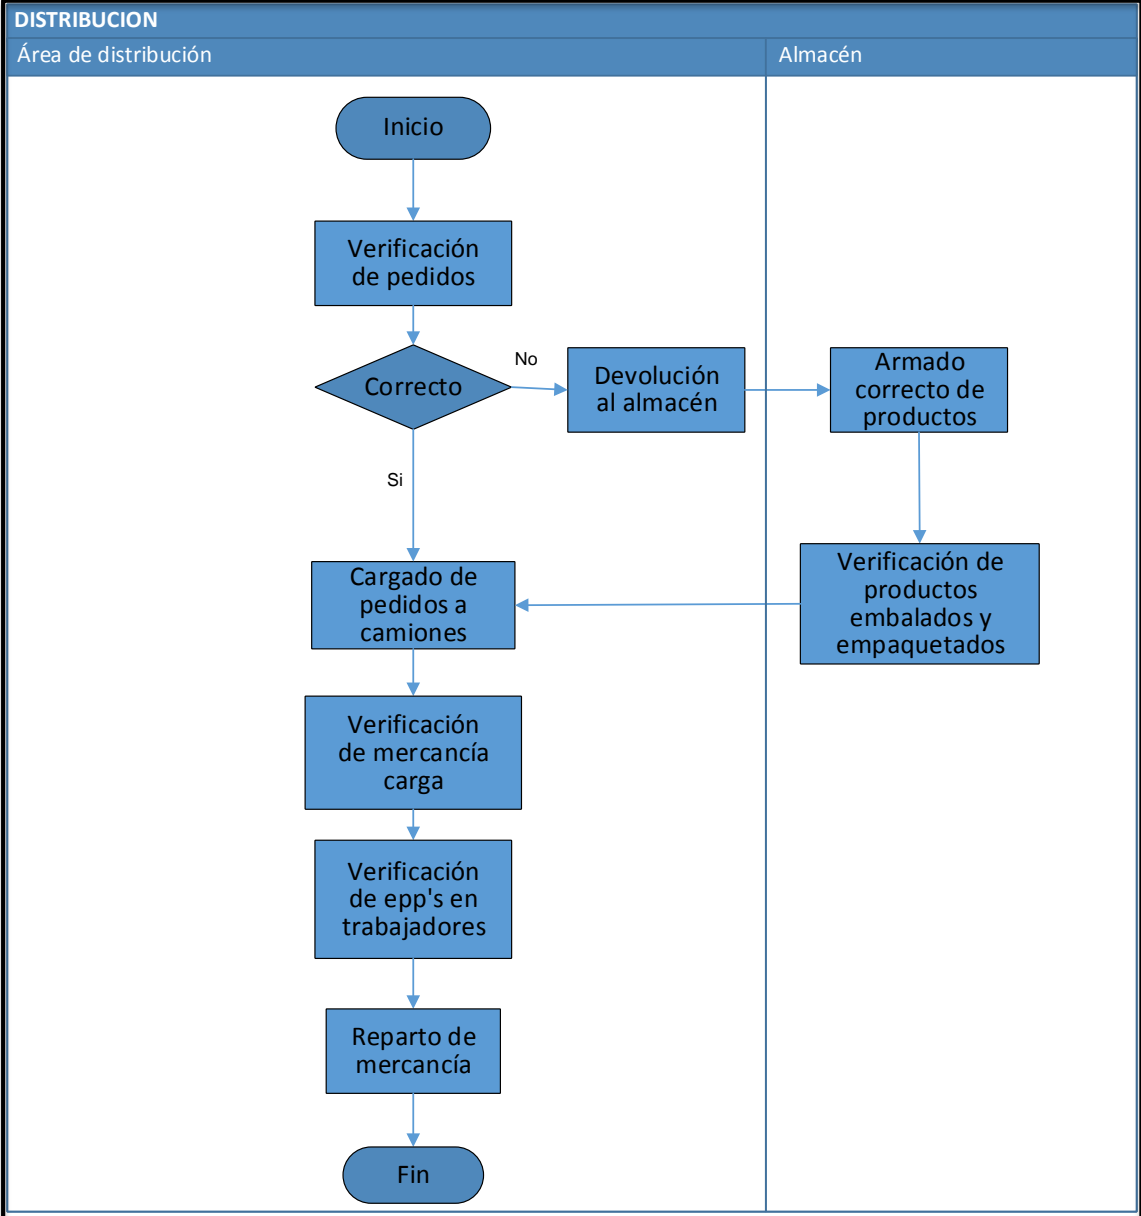 DISTRIBUCION
Área de distribución
Almacén
Inicio
Verificación
de pedidos
Correcto
No
Devolución
al almacén
Armado
correcto de
productos
Si
Cargado de
pedidos a
camiones
Verificación de
productos
embalados y
empaquetados
Verificación
de mercancía
carga
Verificación
de epp's en
trabajadores
Reparto de
mercancía
Fin